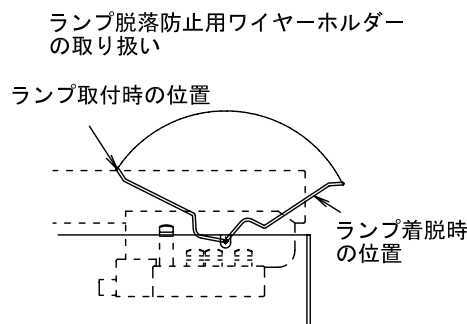 ランプ脱落防止用ワイヤーホルダー
の取り扱い
ランプ取付時の位置
ランプ着脱時
の位置